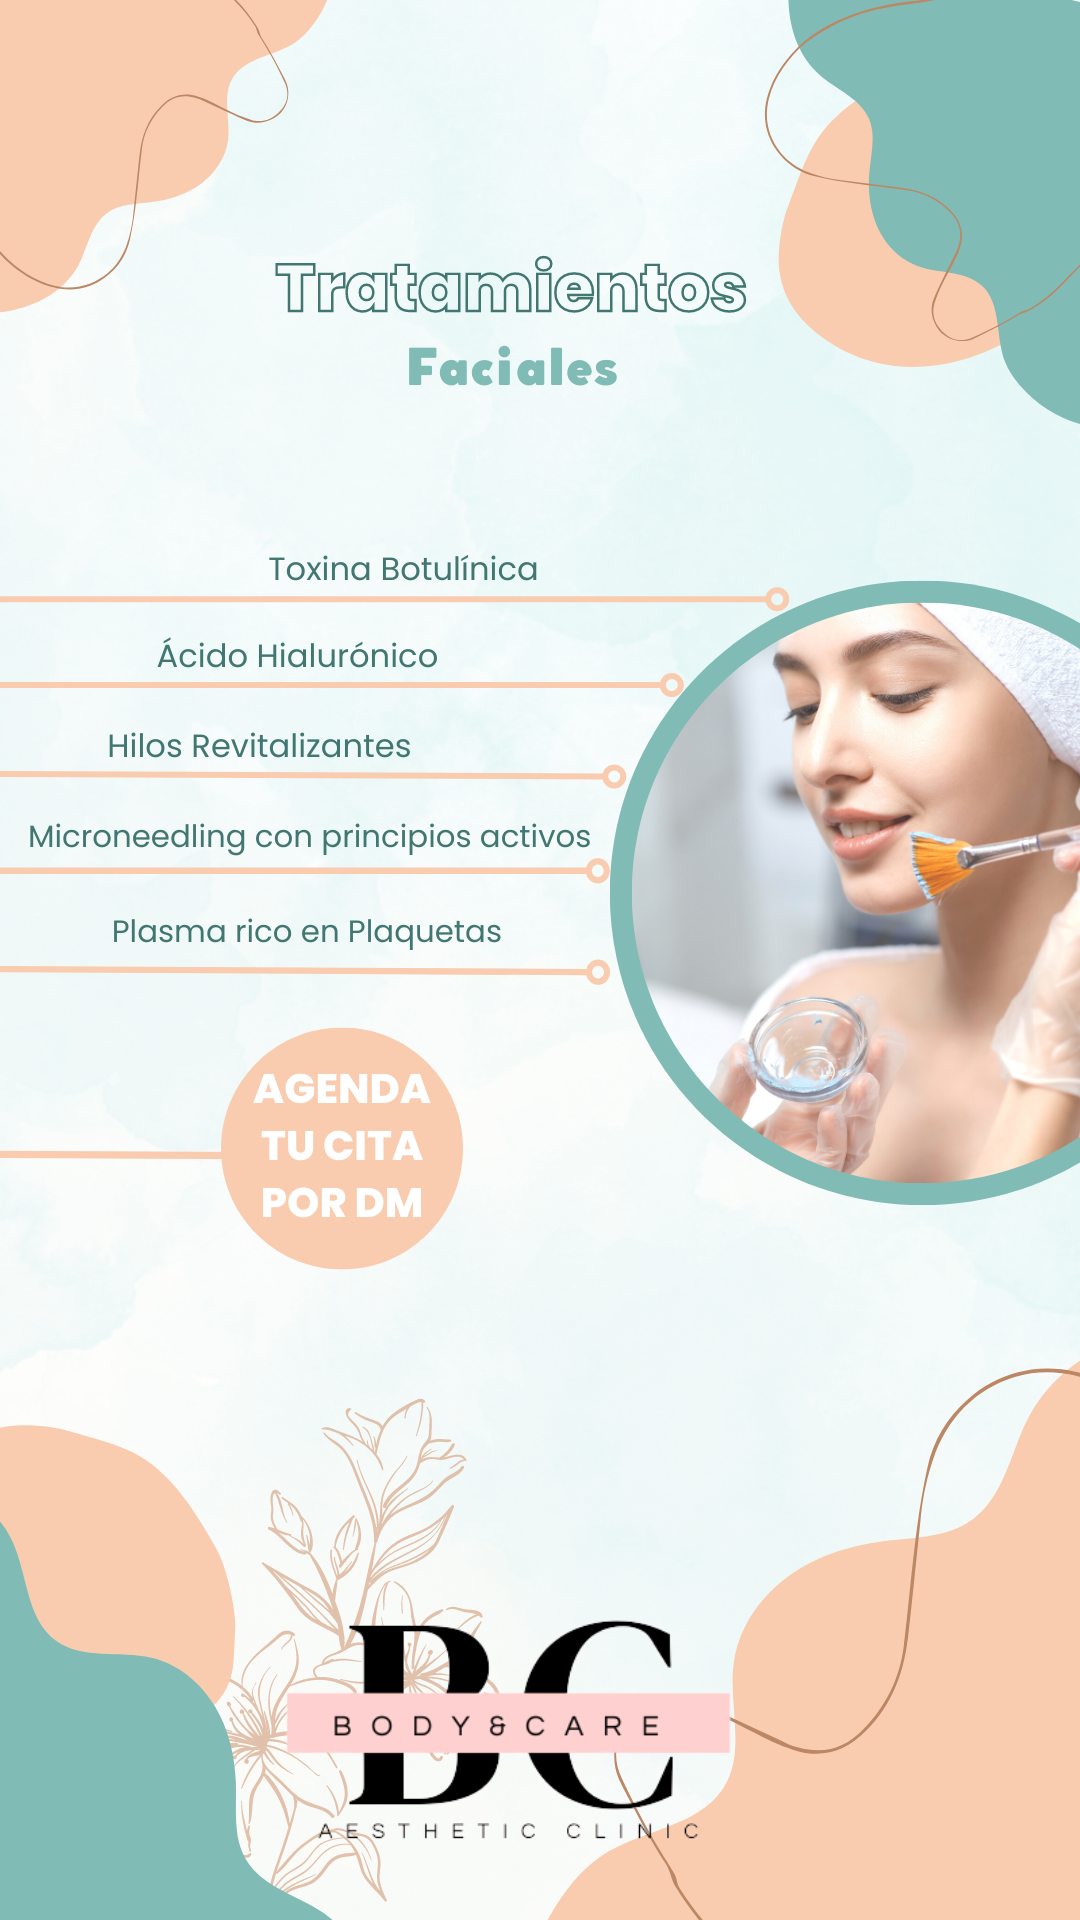 Tratamientos
Faciales
Toxina Botulínica
Ácido Hialurónico
Hilos Revitalizantes
Microneedling con principios activos
Plasma rico en Plaquetas
AGENDA
TU CITA
POR DM
BC
BODY&CARE
AESTHETIC CLINIC